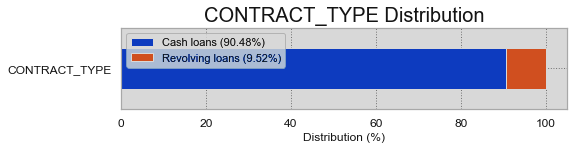 CONTRACT_TYPE Distribution
Cash loans (90.48%)
Revolving loans (9.52%)
CONTRACT_TYPE
0 20 40 60 80 100
Distribution (%)